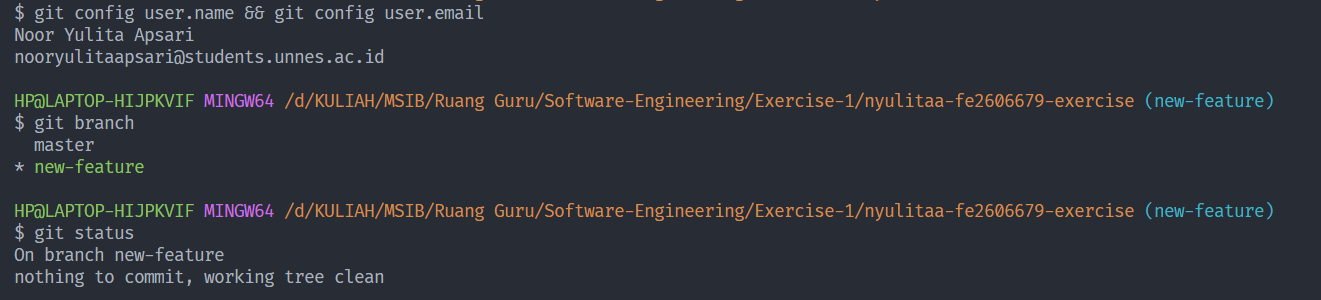 $ git config user.name && git config user.email
Noor Yulita Apsari
nooryulitaapsari@students.unnes.ac.id
HP@LAPTOP-HIJPKVIF MINGW64 /d/KULIAH/MSIB/Ruang Guru/Software-Engineering/Exercise-1/nyulitaa-fe2606679-exercise (new-feature)
$ git branch
  master
* new-feature
HP@LAPTOP-HIJPKVIF MINGW64 /d/KULIAH/MSIB/Ruang Guru/Software-Engineering/Exercise-1/nyulitaa-fe2606679-exercise (new-feature)
$ git status
On branch new-feature
nothing to commit, working tree clean